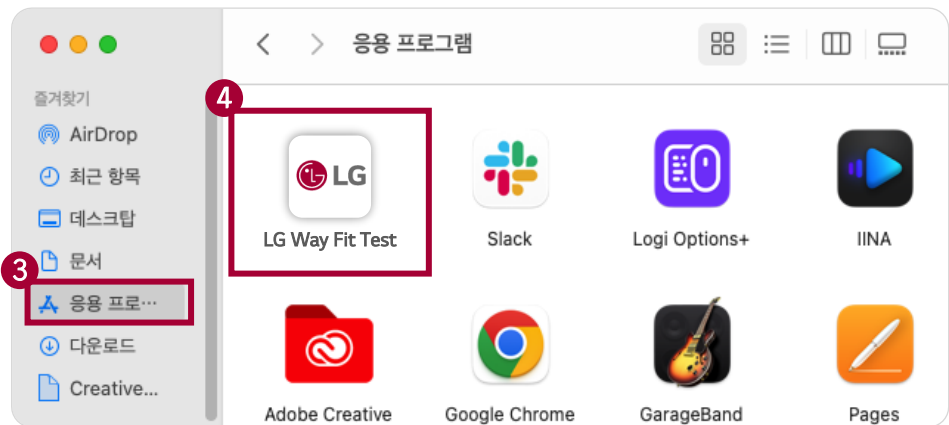 응용 프로그램
즐겨찾기
AirDrop
최근 항목
데스크탑
문서
3
응용 프로…
다운로드
Creative...
4
LG
LG Way Fit Test
Slack
Logi Options+
IINA
Adobe Creative
Google Chrome
GarageBand
Pages